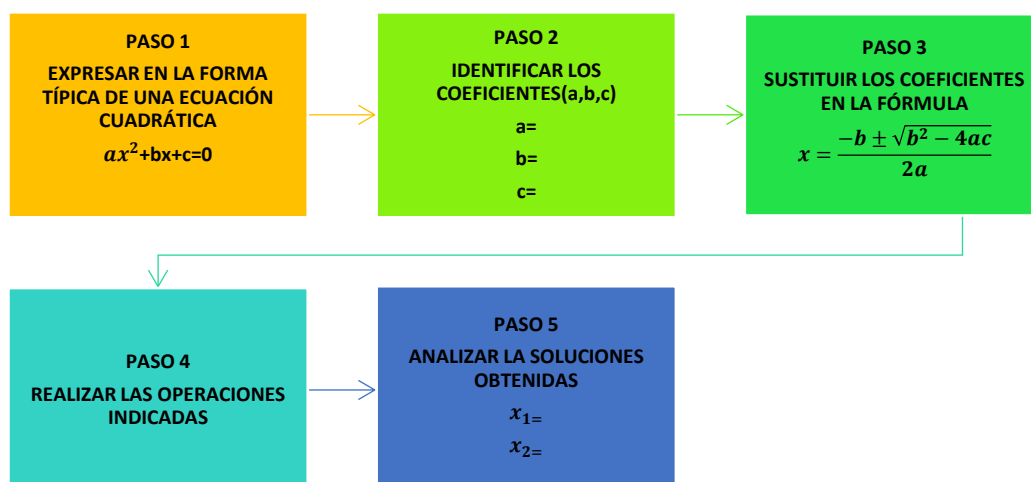 PASO 1
EXPRESAR EN LA FORMA
TÍPICA DE UNA ECUACIÓN
CUADRÁTICA
ax²+bx+c=0
PASO 2
IDENTIFICAR LOS
COEFICIENTES(a,b,c)
a=
b=
c=
PASO 3
SUSTITUIR LOS COEFICIENTES
EN LA FÓRMULA
x = (−b ± √(b² − 4ac)) / 2a
PASO 4
REALIZAR LAS OPERACIONES
INDICADAS
PASO 5
ANALIZAR LA SOLUCIONES
OBTENIDAS
x₁₌
x₂₌